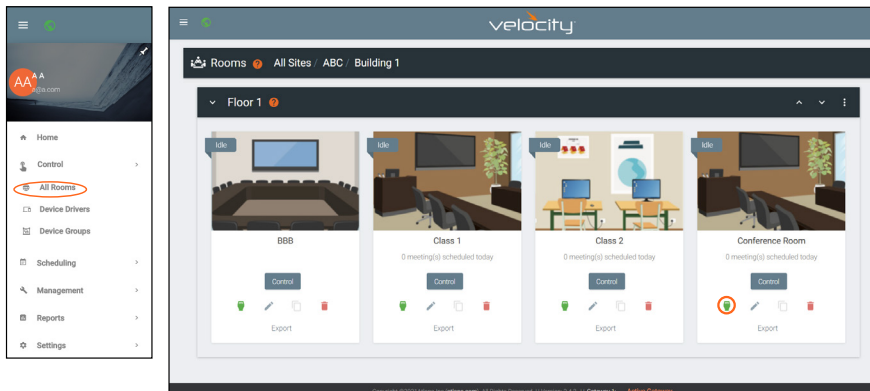 AA
A A
a@a.com
Home
Control
All Rooms
Device Drivers
Device Groups
Scheduling
Management
Reports
Settings
velocity
Rooms ? All Sites / ABC / Building 1
Floor 1 ?
Idle
BBB
Control
Export
Idle
Class 1
0 meeting(s) scheduled today
Control
Export
Idle
Class 2
0 meeting(s) scheduled today
Control
Export
Idle
Conference Room
0 meeting(s) scheduled today
Control
Export